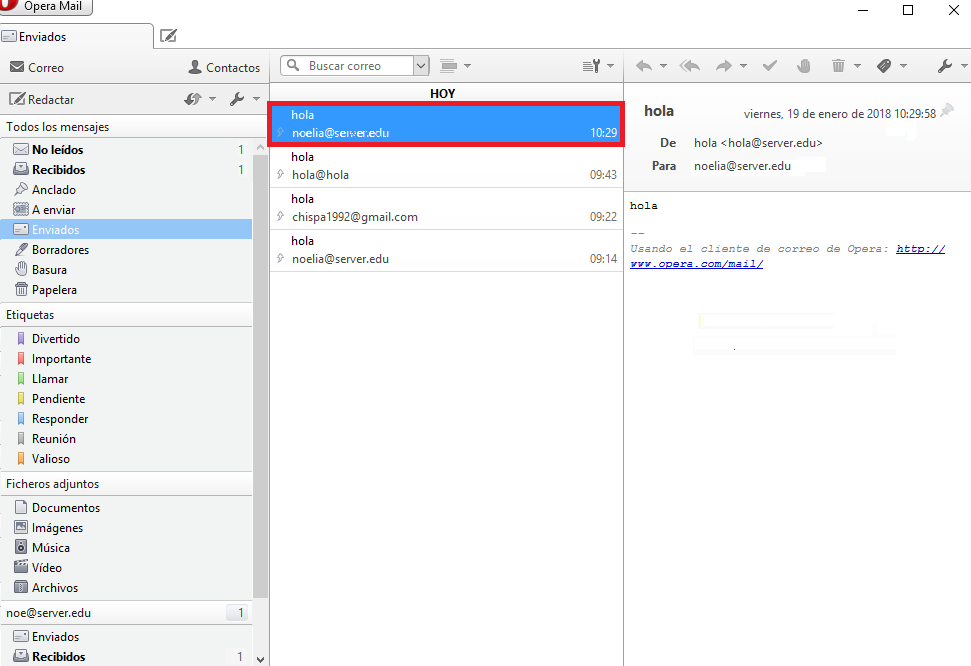 Opera Mail
Enviados
Correo
Contactos
Redactar
Todos los mensajes
No leídos 1
Recibidos 1
Anclado
A enviar
Enviados
Borradores
Basura
Papelera
Etiquetas
Divertido
Importante
Llamar
Pendiente
Responder
Reunión
Valioso
Ficheros adjuntos
Documentos
Imágenes
Música
Vídeo
Archivos
noe@server.edu 1
Enviados
Recibidos 1
Buscar correo
HOY
hola
noelia@server.edu 10:29
hola
hola@hola 09:43
hola
chispa1992@gmail.com 09:22
hola
noelia@server.edu 09:14
hola
viernes, 19 de enero de 2018 10:29:58
De hola <hola@server.edu>
Para noelia@server.edu
hola
--
Usando el cliente de correo de Opera: http://
www.opera.com/mail/